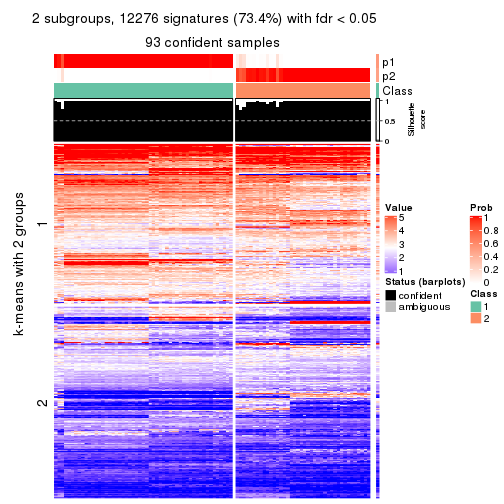 2 subgroups, 12276 signatures (73.4%) with fdr < 0.05
93 confident samples
p1
p2
Class
1
0.5
0
Silhouette
score
k-means with 2 groups
1
2
Value
5
4
3
2
1
Status (barplots)
confident
ambiguous
Prob
1
0.8
0.6
0.4
0.2
0
Class
1
2